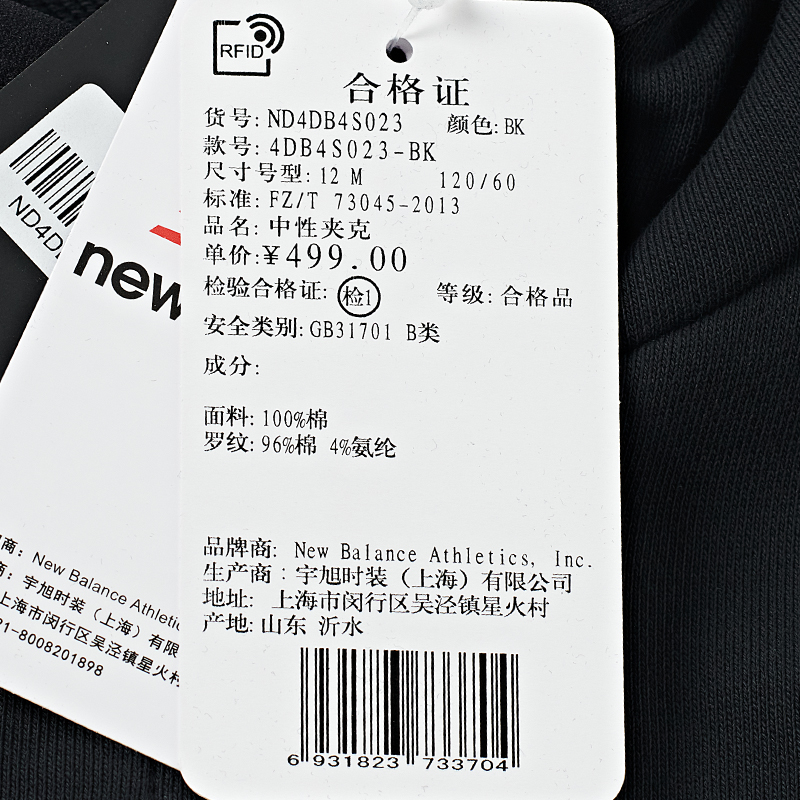 RFID
合格证
货号: ND4DB4S023 颜色: BK
款号: 4DB4S023-BK
尺寸号型: 12 M 120/60
标准: FZ/T 73045-2013
品名: 中性夹克
单价: ¥499.00
检验合格证: 检1 等级: 合格品
安全类别: GB31701 B类
成分:
面料: 100%棉
罗纹: 96%棉 4%氨纶
品牌商: New Balance Athletics, Inc.
生产商: 宇旭时装（上海）有限公司
地址: 上海市闵行区吴泾镇星火村
产地: 山东 沂水
6 931823 733704
ND4D
new
商: New Balance Athletic
商: 宇旭时装（上海）有限
上海市闵行区吴泾镇星火村
21-8008201898